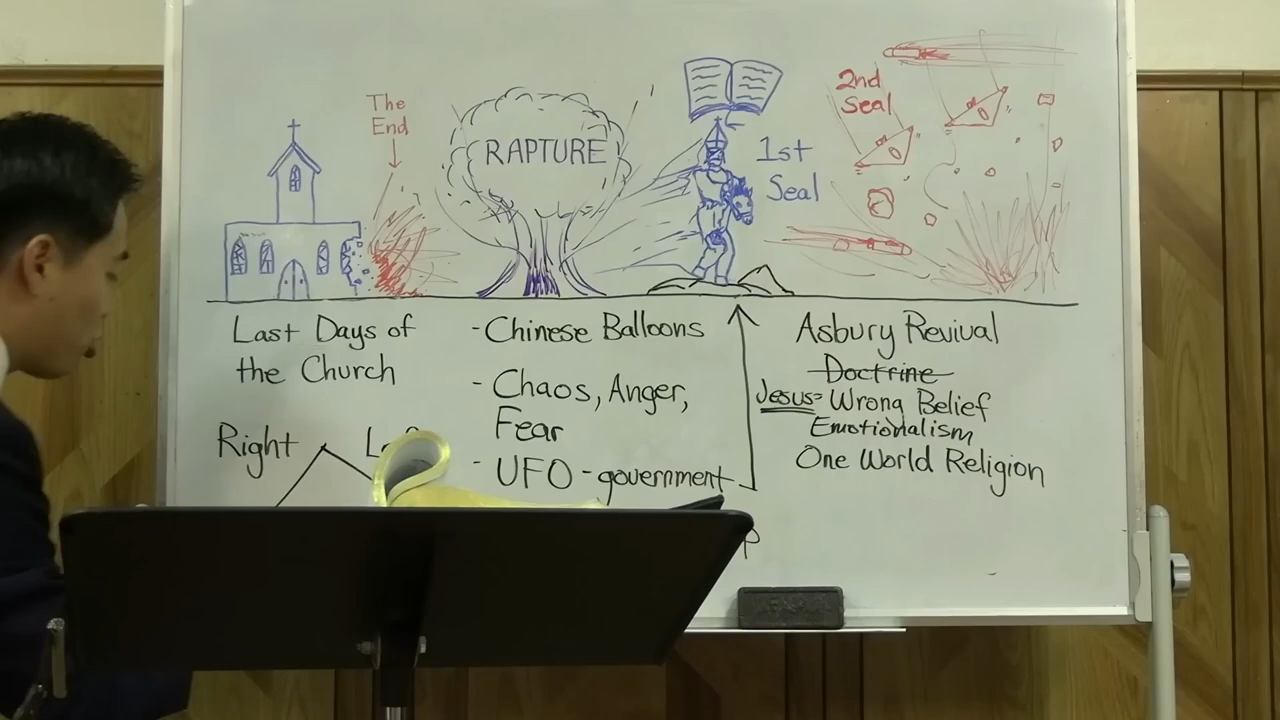 The
End
RAPTURE
1st
Seal
2nd
Seal
Last Days of
the Church
Right
- Chinese Balloons
- Chaos, Anger,
Fear
- UFO - government
Asbury Revival
Doctrine
Jesus= Wrong Belief
Emotionalism
One World Religion